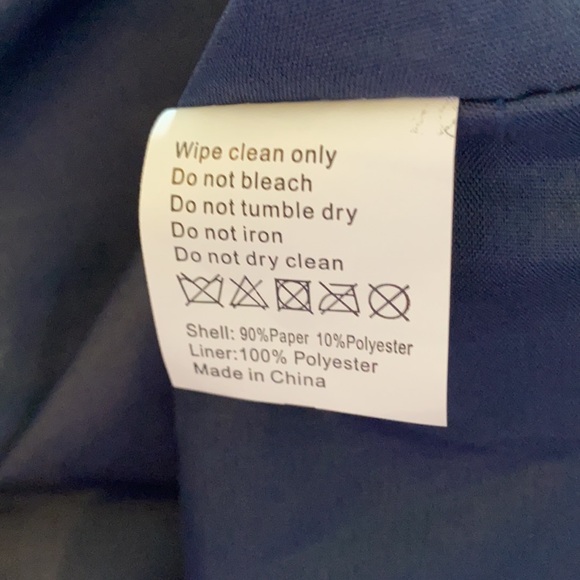 Wipe clean only
Do not bleach
Do not tumble dry
Do not iron
Do not dry clean
Shell: 90%Paper 10%Polyester
Liner:100% Polyester
Made in China